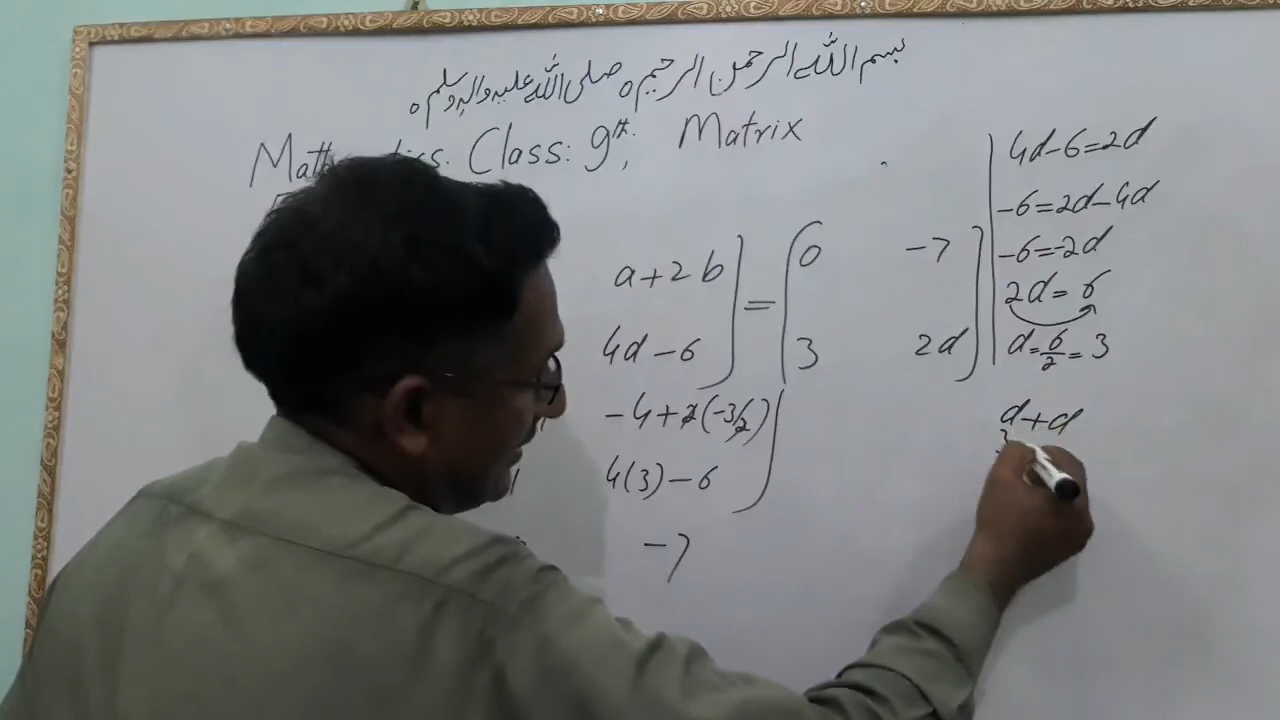 بسم اللہ الرحمن الرحیم ہ صلی اللہ علیہ والہ وسلم ہ
Mathematics. Class: 9th, Matrix
a+2b ] = [ 0 -7
4d-6 ] 3 2d ]
-4+2(-3/2)
4(3)-6 ]
-7
4d-6=2d
-6=2d-4d
-6=-2d
2d=6
d=6/2=3
d+a
3